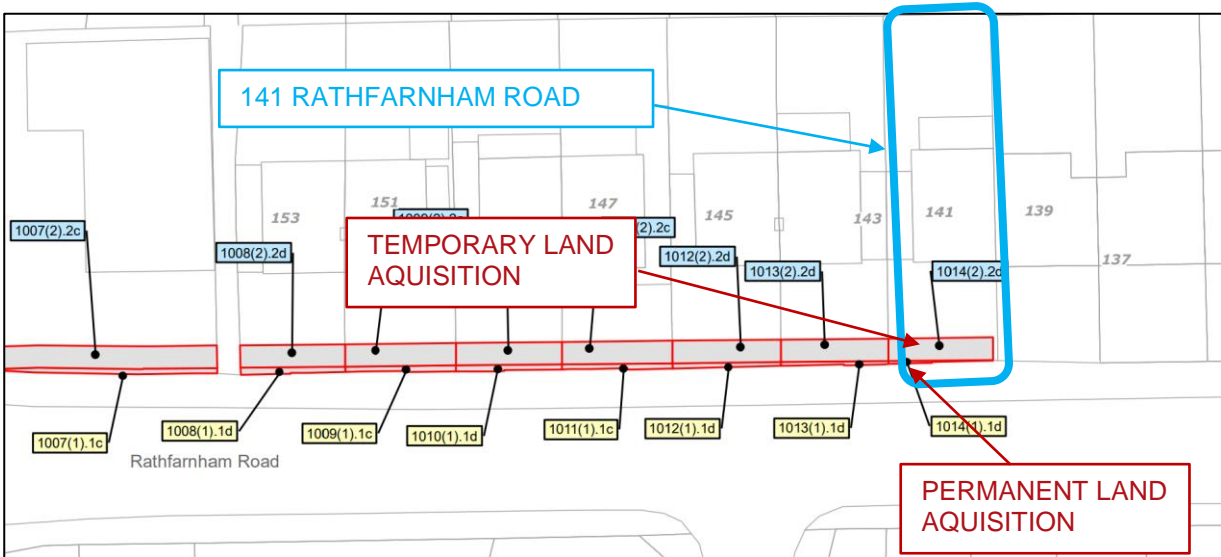 141 RATHFARNHAM ROAD
153
151
147
145
143
141
139
137
1007(2).2c
1008(2).2d
2).2c
1012(2).2d
1013(2).2d
1014(2).2d
TEMPORARY LAND
AQUISITION
1007(1).1c
1008(1).1d
1009(1).1c
1010(1).1d
1011(1).1c
1012(1).1d
1013(1).1d
1014(1).1d
Rathfarnham Road
PERMANENT LAND
AQUISITION